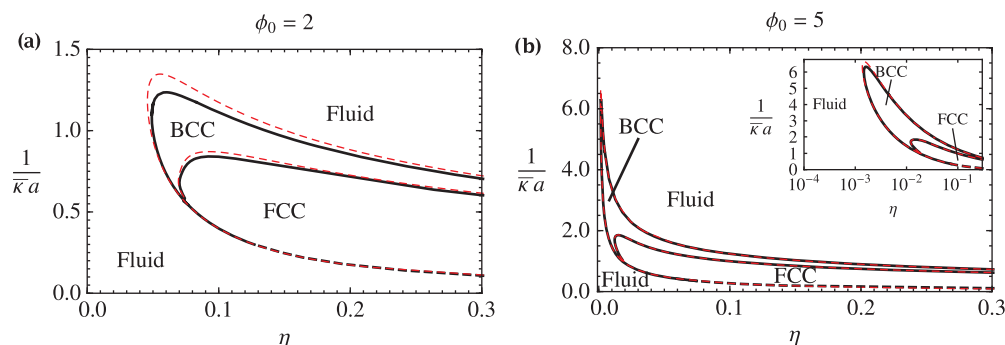 ϕ₀ = 2
(a)
1.5
1.0
0.5
0.0
1
κ̅ a
Fluid
BCC
FCC
Fluid
0.0
0.1
0.2
0.3
η
ϕ₀ = 5
(b)
8.0
6.0
4.0
2.0
0.0
1
κ̅ a
BCC
Fluid
FCC
Fluid
0.0
0.1
0.2
0.3
η
6
5
4
3
2
1
0
1
κ̅ a
BCC
Fluid
FCC
10⁻⁴
10⁻³
10⁻²
10⁻¹
η